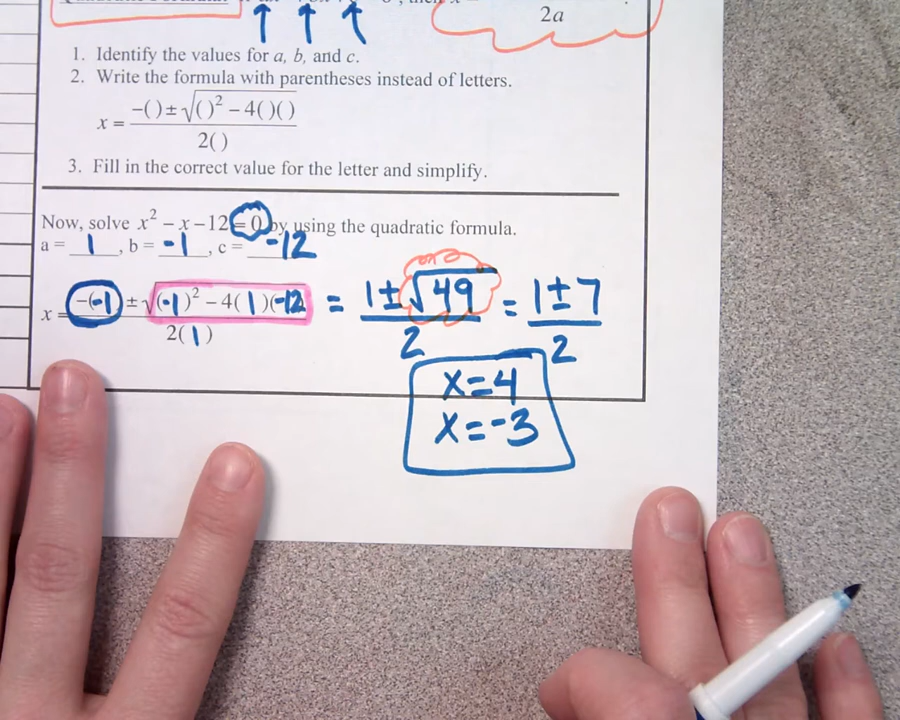 2a
1. Identify the values for a, b, and c.
2. Write the formula with parentheses instead of letters.
x = −( ) ± √( )² − 4( )( )
2( )
3. Fill in the correct value for the letter and simplify.
Now, solve x² − x − 12 = 0 by using the quadratic formula.
a = 1 , b = -1 , c = -12
x = −(-1) ± √(-1)² − 4(1)(-12) = 1 ± √49 = 1 ± 7
2(1) 2 2
x = 4
x = -3